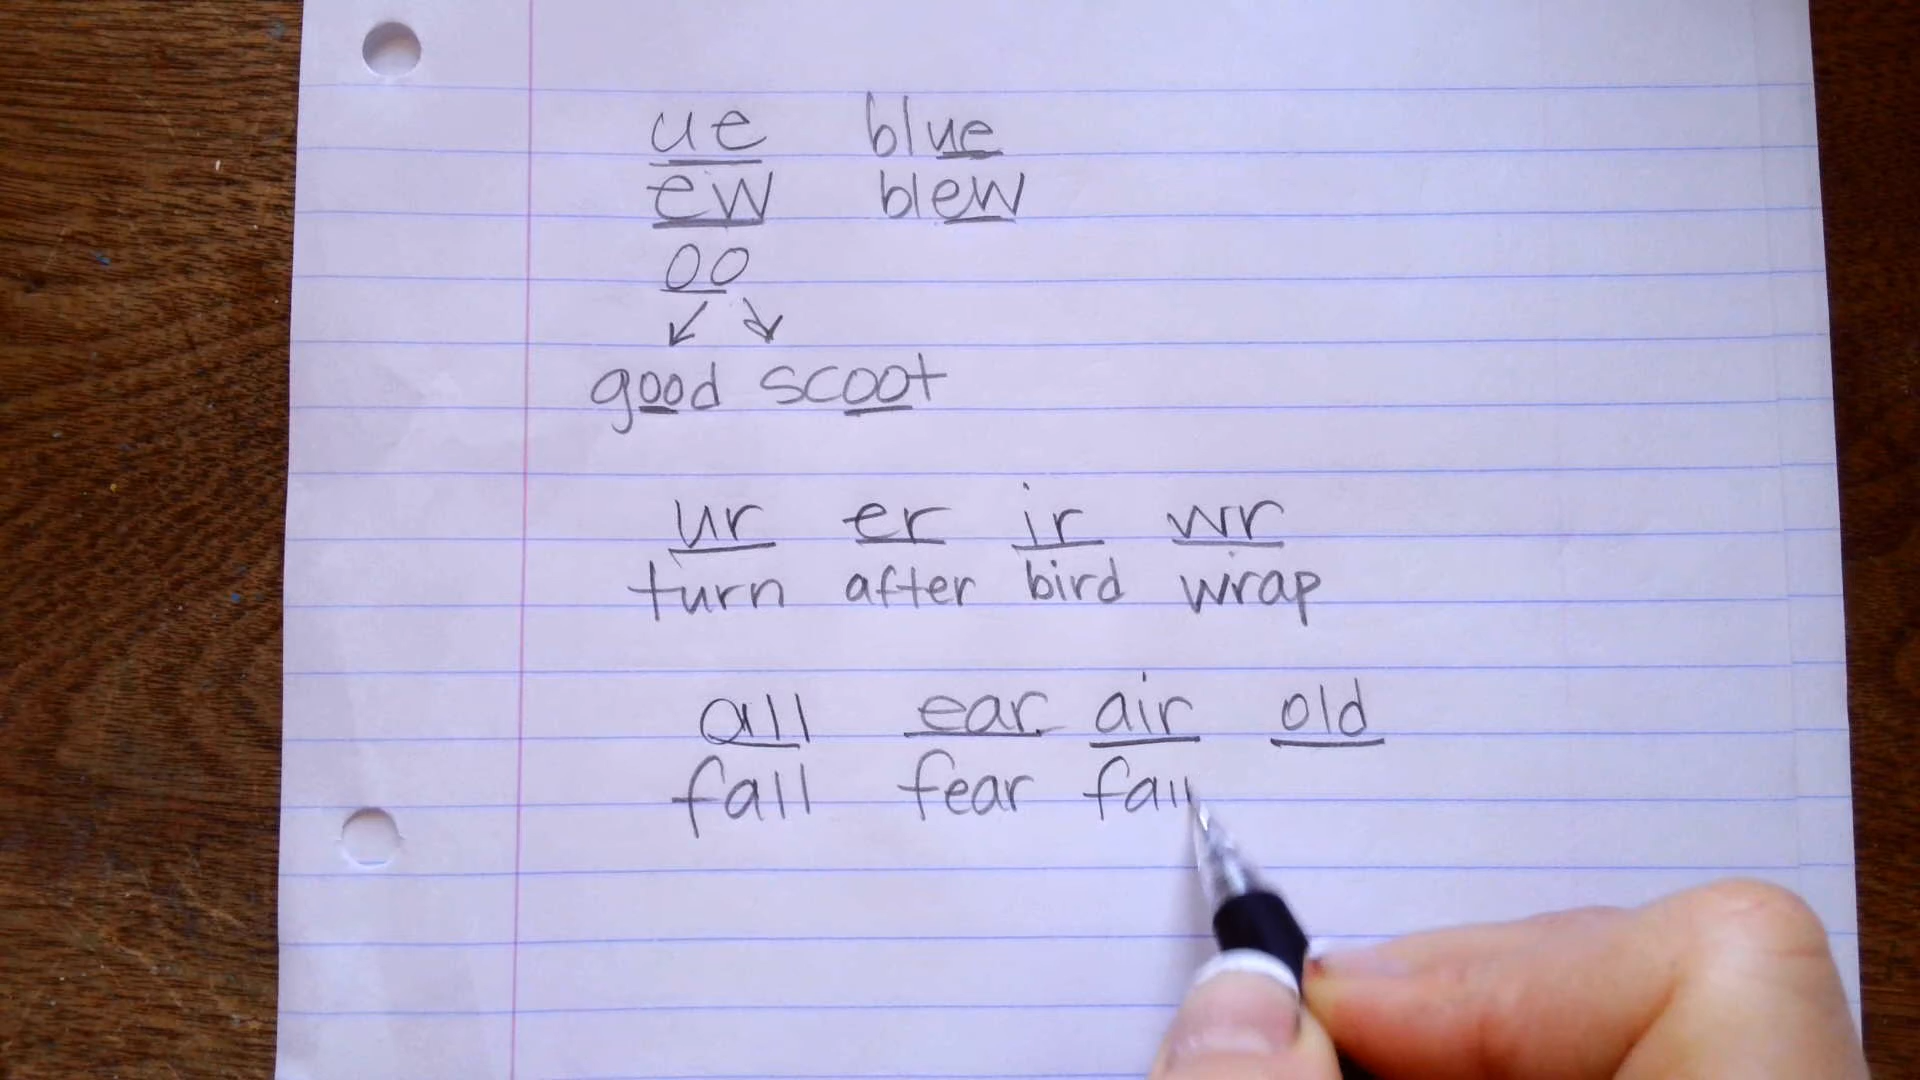 ue blue
ew blew
oo
good scoot
ur er ir wr
turn after bird wrap
all ear air old
fall fear